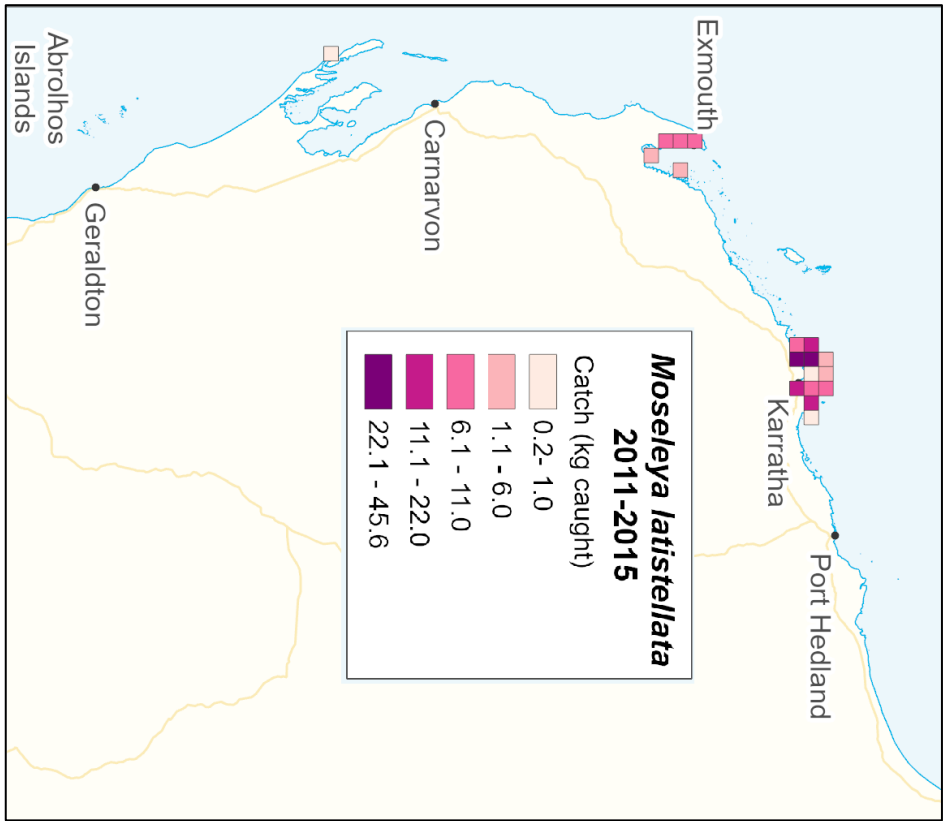 Port Hedland
Karratha
Exmouth
Moseleya latistellata
2011-2015
Catch (kg caught)
0.2- 1.0
1.1 - 6.0
6.1 - 11.0
11.1 - 22.0
22.1 - 45.6
Carnarvon
Geraldton
Abrolhos
Islands